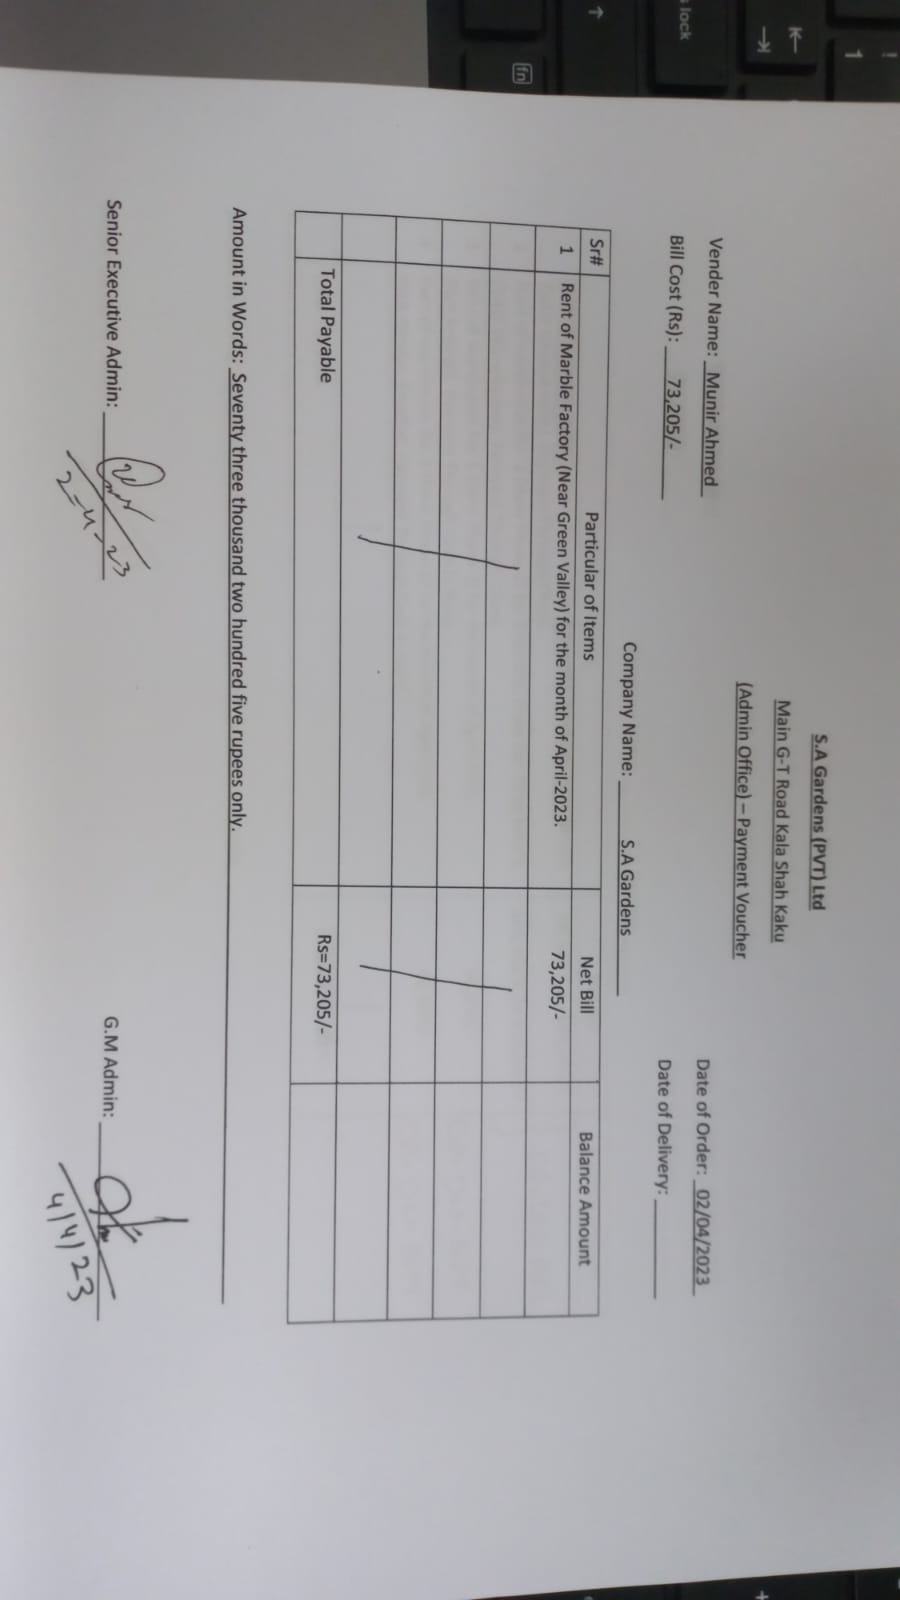 S.A Gardens (PVT) Ltd
Main G-T Road Kala Shah Kaku
(Admin Office) – Payment Voucher
Vender Name: Munir Ahmed Date of Order: 02/04/2023
Bill Cost (Rs): 73,205/- Date of Delivery:
Company Name: S.A Gardens
Sr# Particular of Items Net Bill Balance Amount
1 Rent of Marble Factory (Near Green Valley) for the month of April-2023. 73,205/-
Total Payable Rs=73,205/-
Amount in Words: Seventy three thousand two hundred five rupees only.
Senior Executive Admin: G.M Admin:
2-4-23 4/4/23
! 1
lock
fn